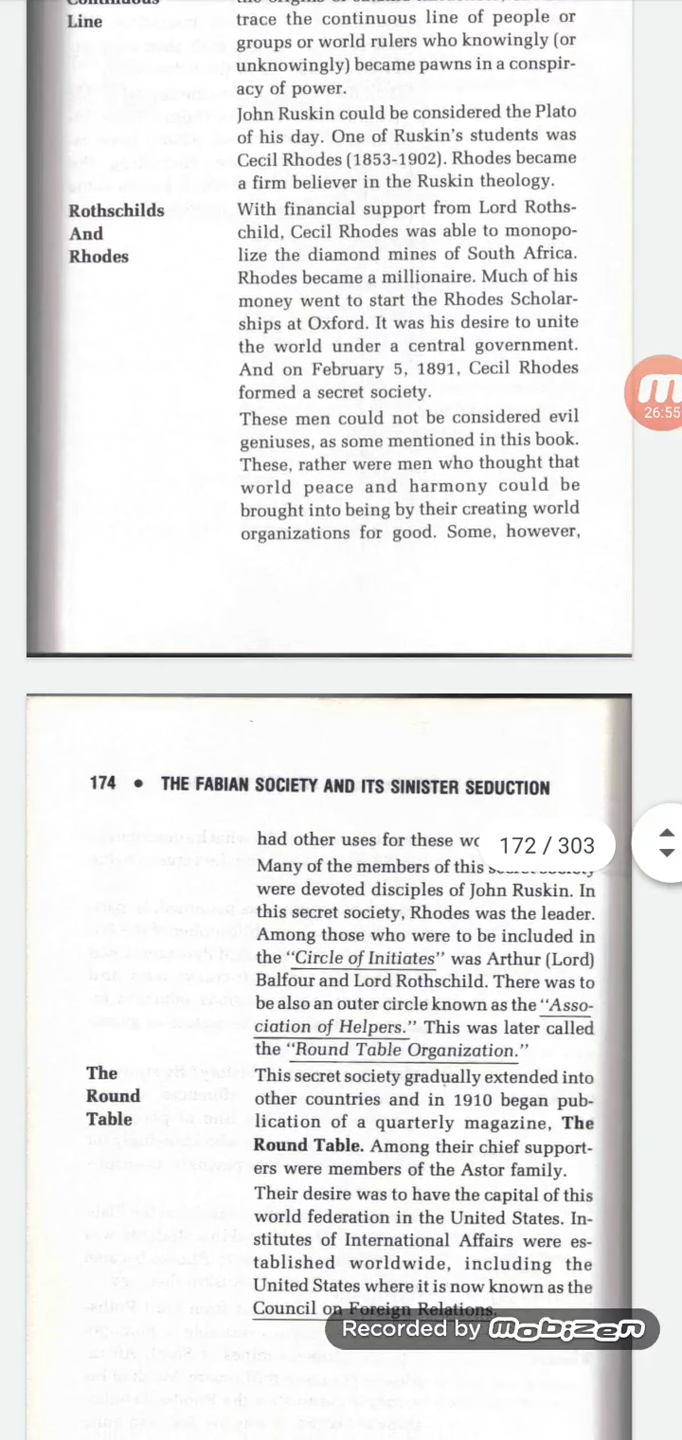 Continuous
Line
trace the continuous line of people or
groups or world rulers who knowingly (or
unknowingly) became pawns in a conspir-
acy of power.
John Ruskin could be considered the Plato
of his day. One of Ruskin's students was
Cecil Rhodes (1853-1902). Rhodes became
a firm believer in the Ruskin theology.
Rothschilds
And
Rhodes
With financial support from Lord Roths-
child, Cecil Rhodes was able to monopo-
lize the diamond mines of South Africa.
Rhodes became a millionaire. Much of his
money went to start the Rhodes Scholar-
ships at Oxford. It was his desire to unite
the world under a central government.
And on February 5, 1891, Cecil Rhodes
formed a secret society.
These men could not be considered evil
geniuses, as some mentioned in this book.
These, rather were men who thought that
world peace and harmony could be
brought into being by their creating world
organizations for good. Some, however,
26:55
174 • THE FABIAN SOCIETY AND ITS SINISTER SEDUCTION
had other uses for these
172 / 303
Many of the members of this secret society
were devoted disciples of John Ruskin. In
this secret society, Rhodes was the leader.
Among those who were to be included in
the "Circle of Initiates" was Arthur (Lord)
Balfour and Lord Rothschild. There was to
be also an outer circle known as the "Asso-
ciation of Helpers." This was later called
the "Round Table Organization."
The
Round
Table
This secret society gradually extended into
other countries and in 1910 began pub-
lication of a quarterly magazine, The
Round Table. Among their chief support-
ers were members of the Astor family.
Their desire was to have the capital of this
world federation in the United States. In-
stitutes of International Affairs were es-
tablished worldwide, including the
United States where it is now known as the
Council on Foreign Relations.
Recorded by mobizen